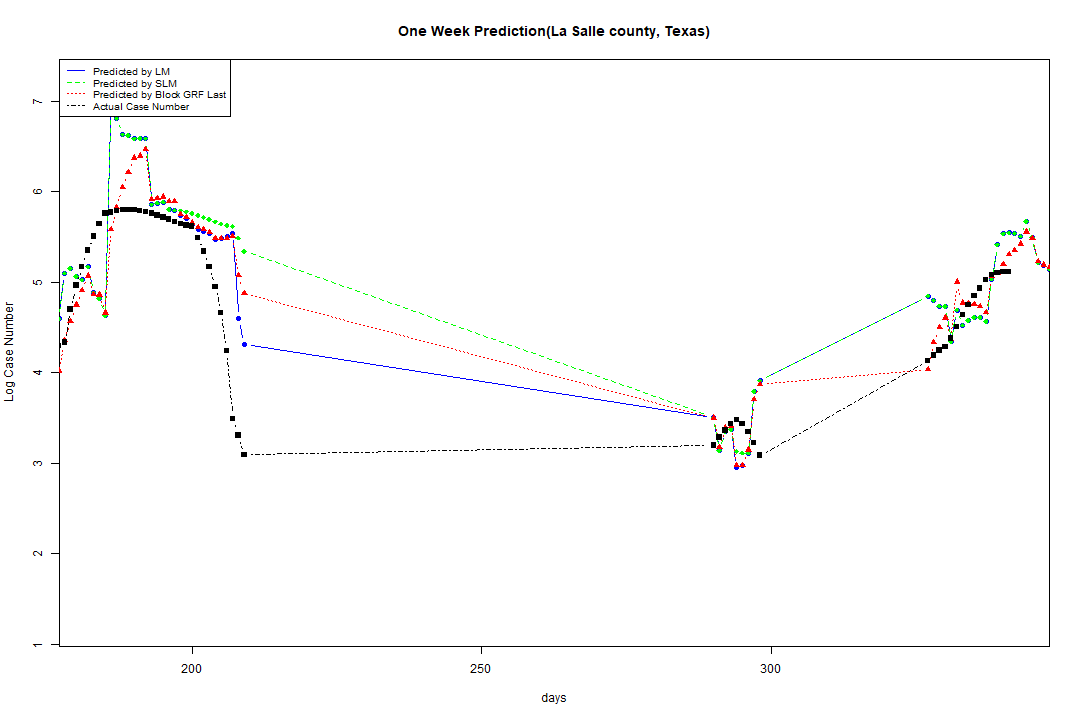 One Week Prediction(La Salle county, Texas)
Predicted by LM
Predicted by SLM
Predicted by Block GRF Last
Actual Case Number
Log Case Number
7
6
5
4
3
2
1
200
250
300
days